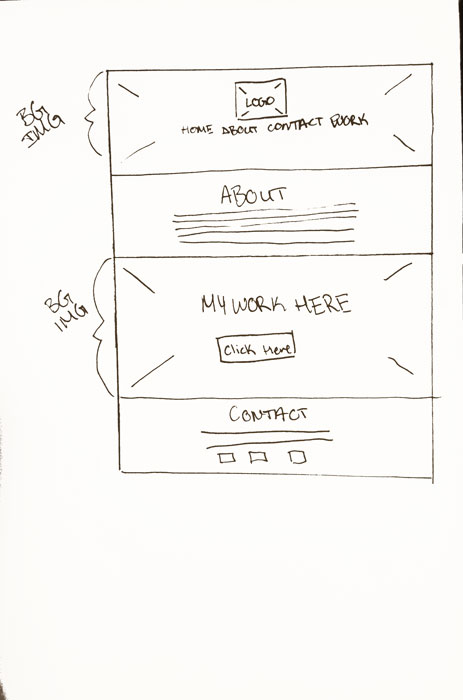 BG
IMG
LOGO
HOME ABOUT CONTACT WORK
ABOUT
BG
IMG
MY WORK HERE
Click Here
CONTACT